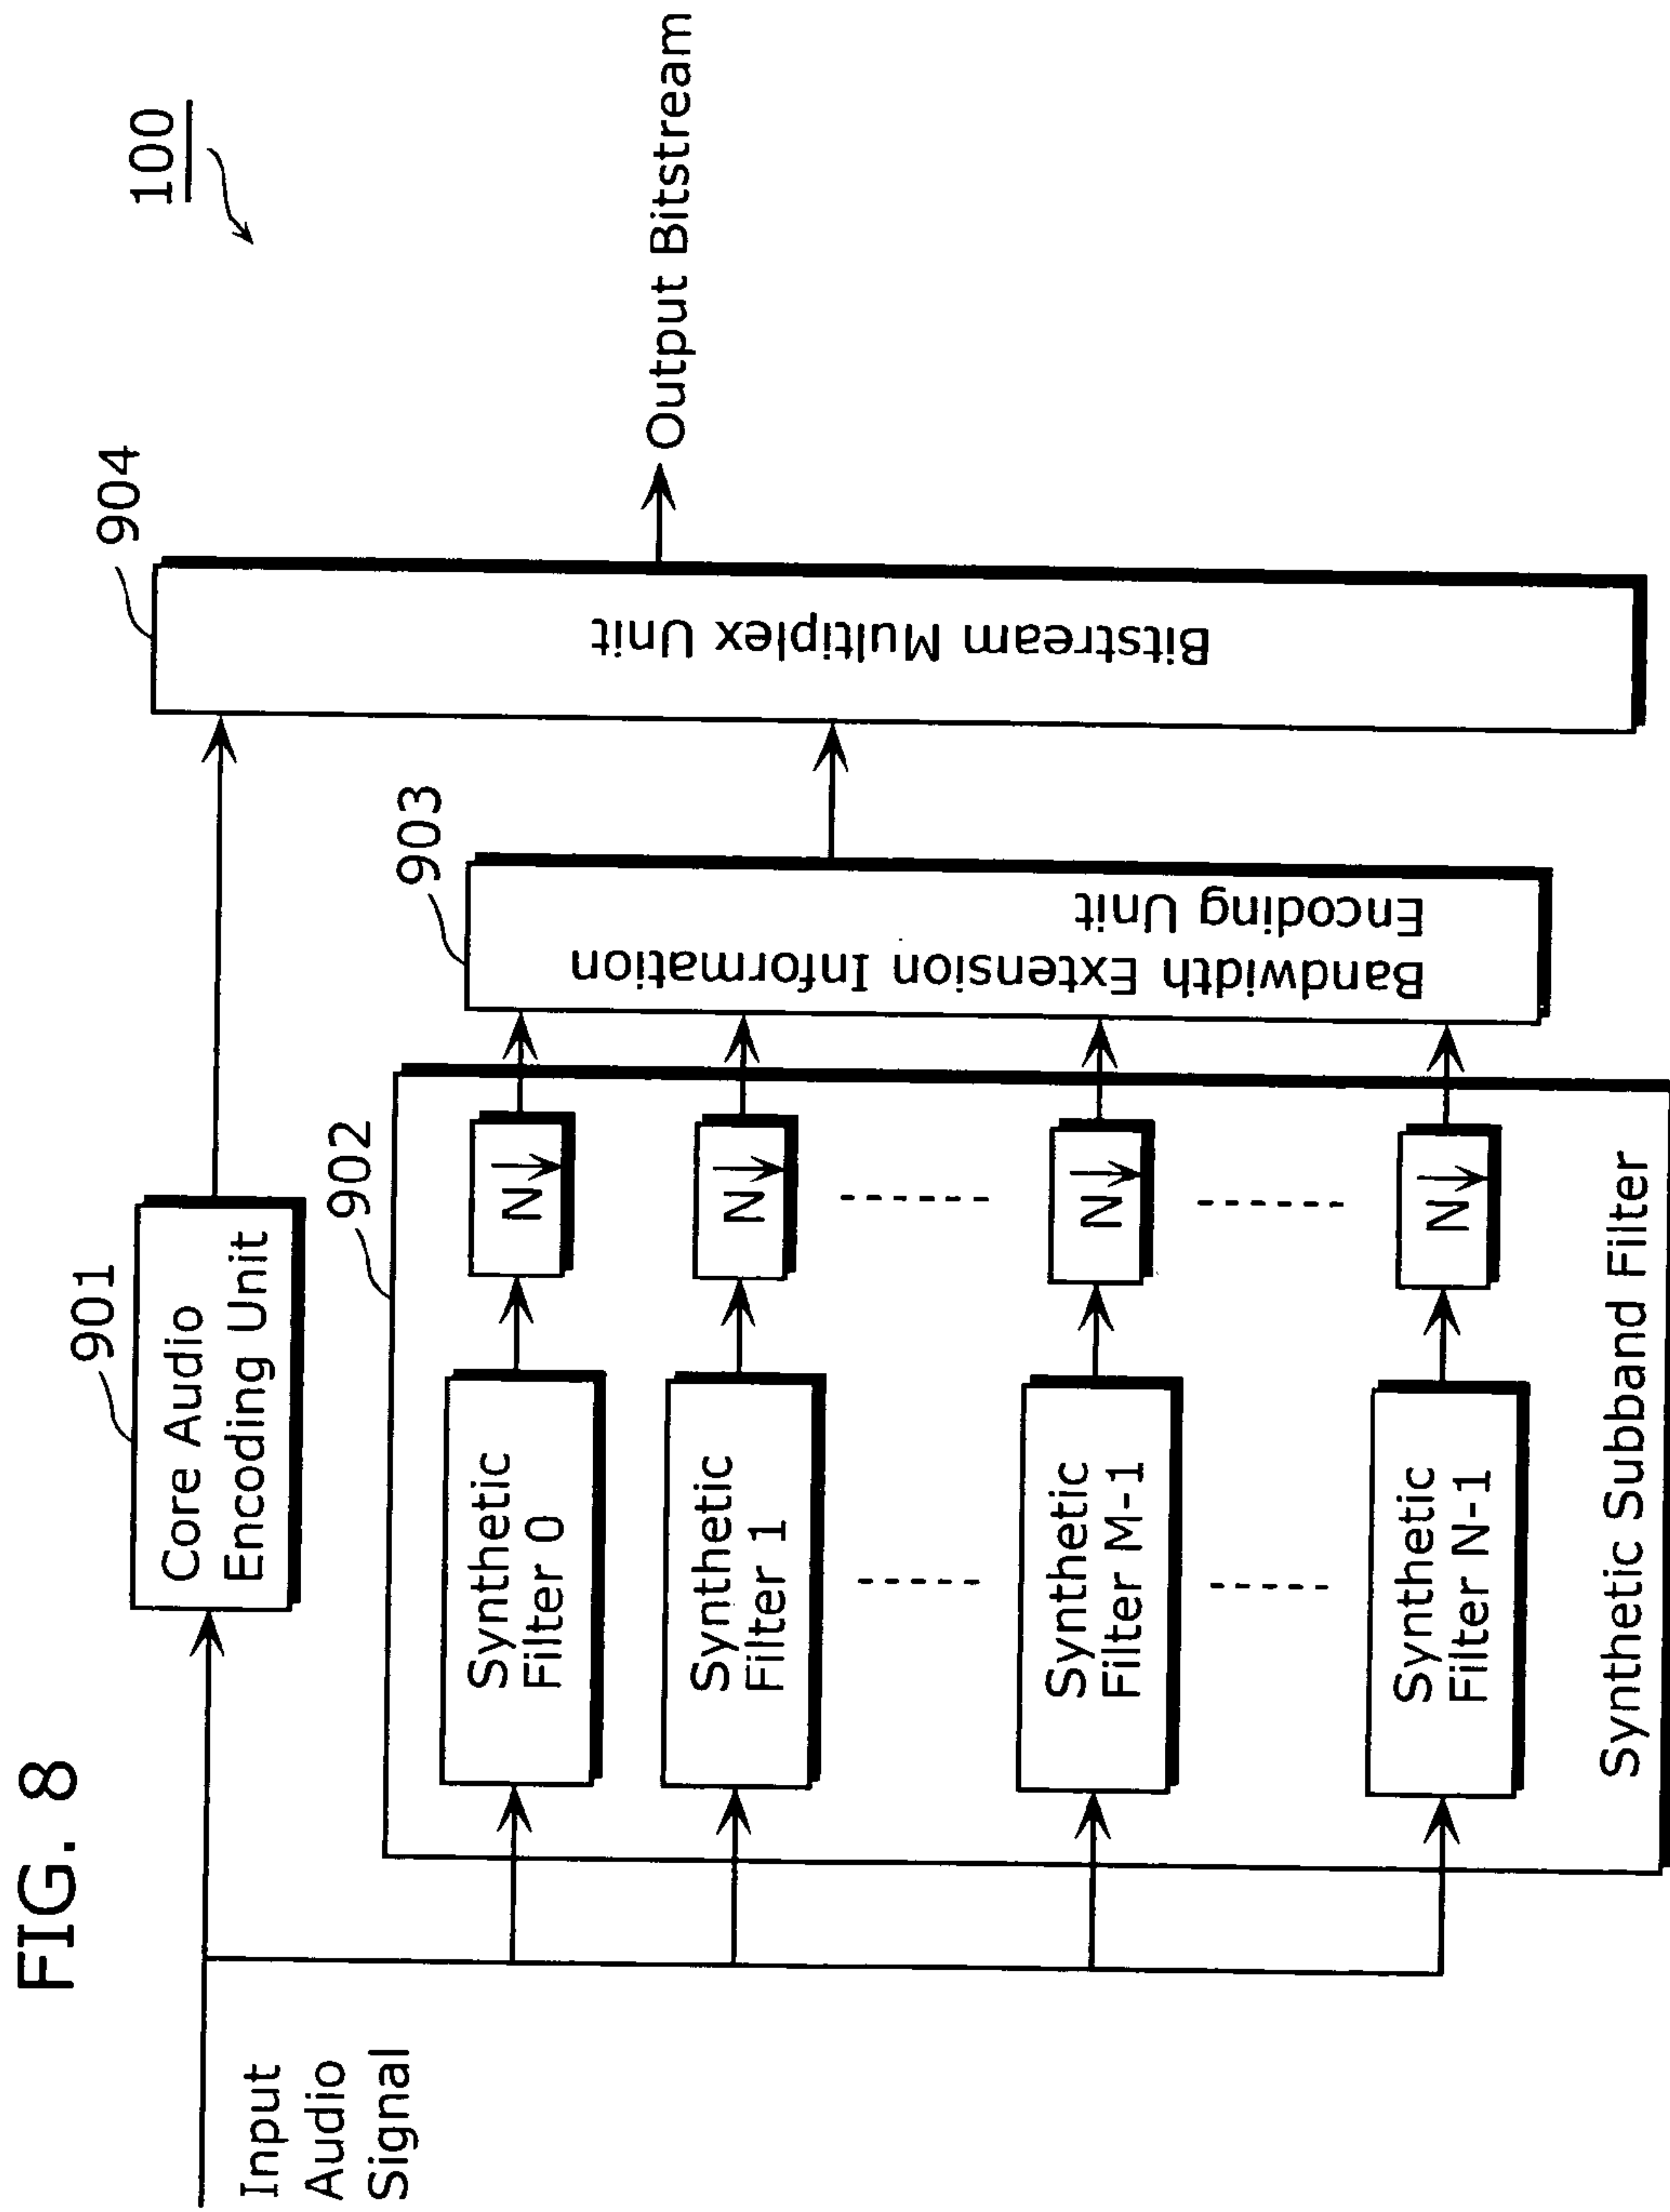 FIG. 8
100
Input
Audio
Signal
901
Core Audio
Encoding Unit
902
Synthetic
Filter 0
N
Synthetic
Filter 1
N
Synthetic
Filter M-1
N
Synthetic
Filter N-1
N
Synthetic Subband Filter
903
Bandwidth Extension Information
Encoding Unit
904
Bitstream Multiplex Unit
Output Bitstream